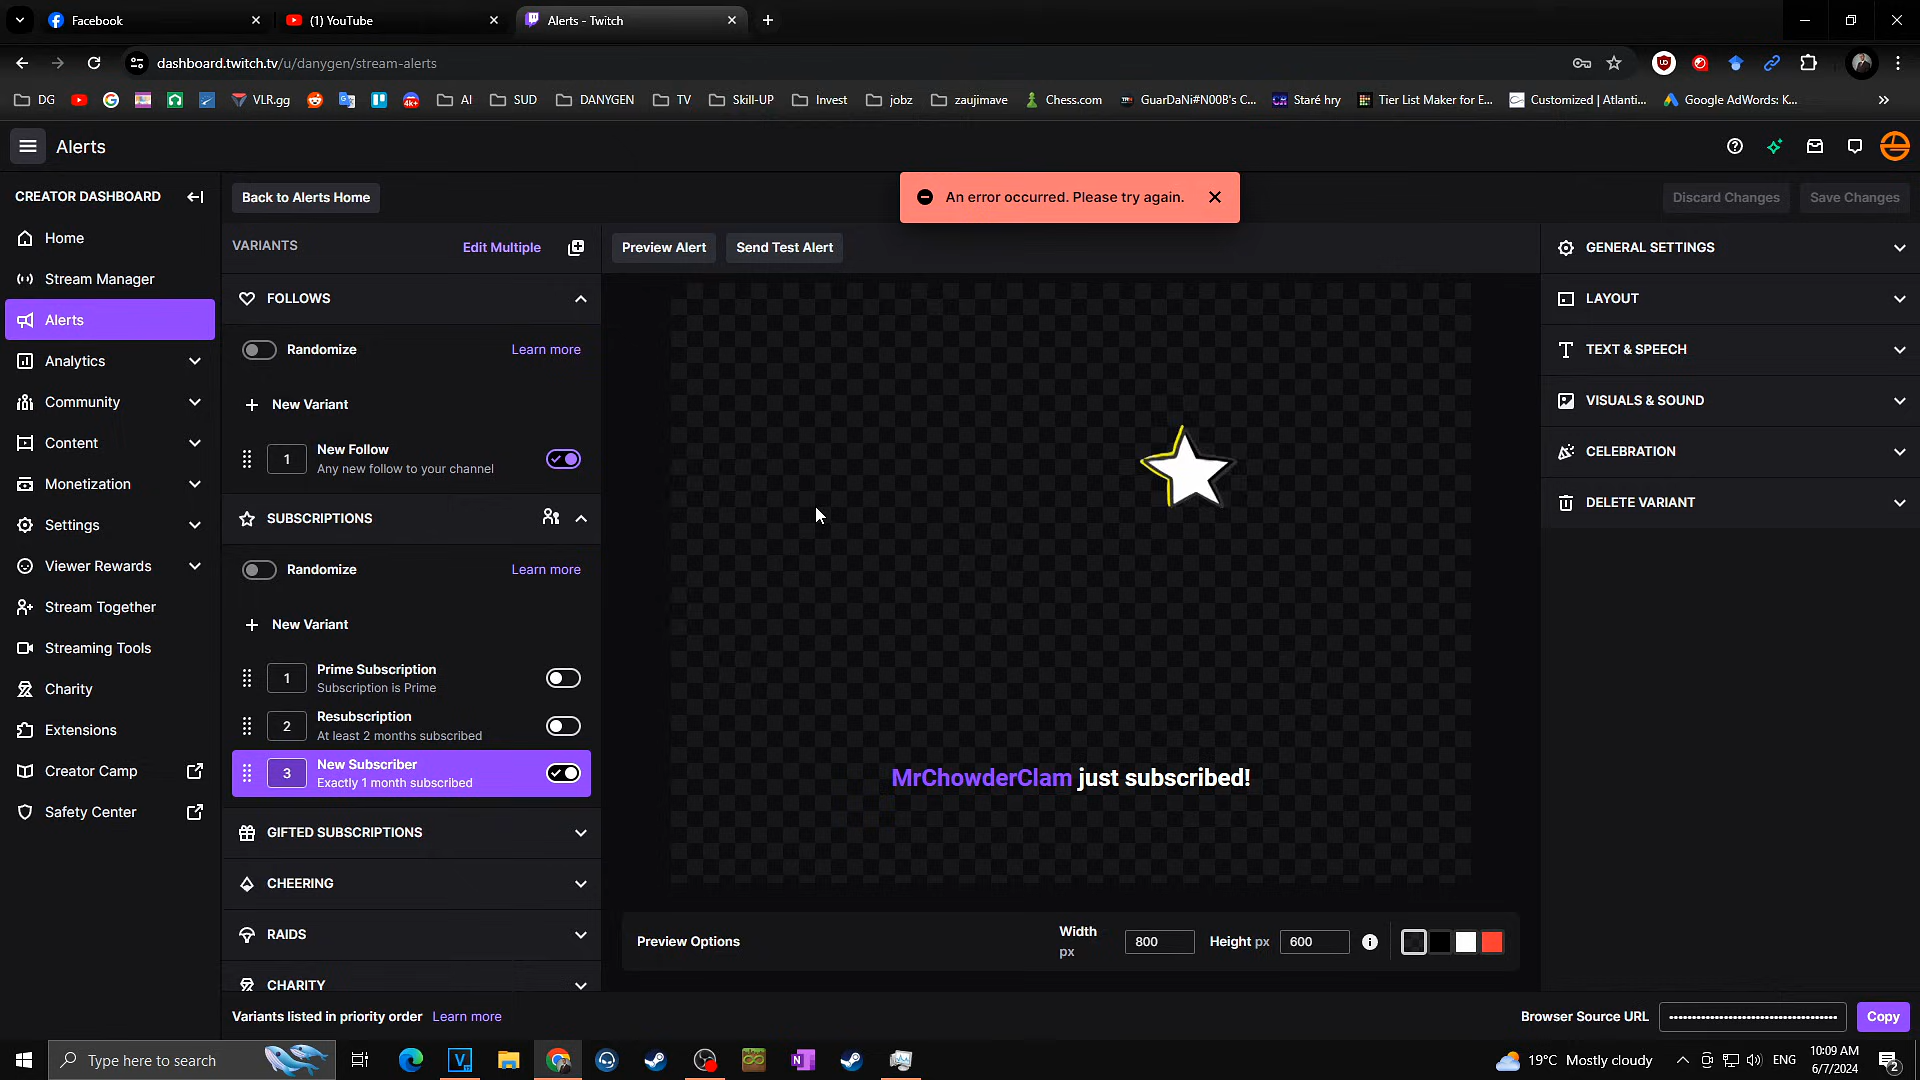 Facebook
(1) YouTube
Alerts - Twitch
dashboard.twitch.tv/u/danygen/stream-alerts
DG
VLR.gg
4k+
AI
SUD
DANYGEN
TV
Skill-UP
Invest
jobz
zaujimave
Chess.com
GuarDaNi#N00B's C...
Staré hry
Tier List Maker for E...
Customized | Atlanti...
Google AdWords: K...
Alerts
CREATOR DASHBOARD
Home
Stream Manager
Alerts
Analytics
Community
Content
Monetization
Settings
Viewer Rewards
Stream Together
Streaming Tools
Charity
Extensions
Creator Camp
Safety Center
Back to Alerts Home
An error occurred. Please try again.
Discard Changes
Save Changes
VARIANTS
Edit Multiple
FOLLOWS
Randomize
Learn more
New Variant
1
New Follow
Any new follow to your channel
SUBSCRIPTIONS
Randomize
Learn more
New Variant
1
Prime Subscription
Subscription is Prime
2
Resubscription
At least 2 months subscribed
3
New Subscriber
Exactly 1 month subscribed
GIFTED SUBSCRIPTIONS
CHEERING
RAIDS
CHARITY
Preview Alert
Send Test Alert
MrChowderClam just subscribed!
Preview Options
Width px
800
Height px
600
GENERAL SETTINGS
LAYOUT
TEXT & SPEECH
VISUALS & SOUND
CELEBRATION
DELETE VARIANT
Variants listed in priority order
Learn more
Browser Source URL
Copy
Type here to search
19°C Mostly cloudy
ENG
10:09 AM
6/7/2024
2